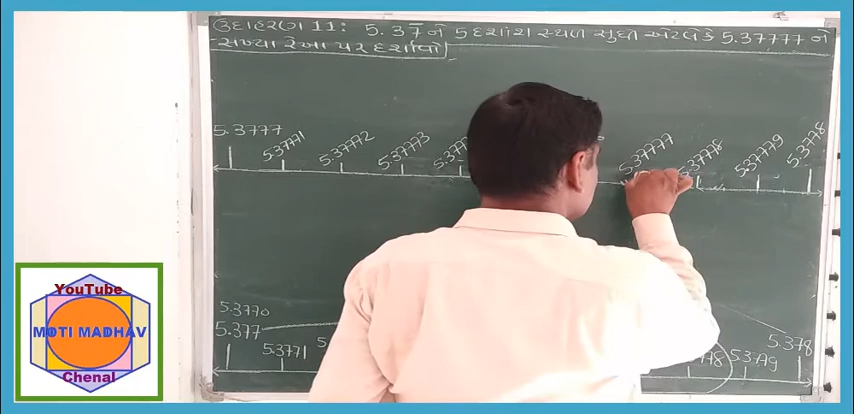 ઉદાહરણ 11: 5.37̅ ને 5 દશાંશ સ્થળ સુધી એટલેકે 5.37777 ને
સંખ્યા રેખા પર દર્શાવો
5.3777 5.37771 5.37772 5.37773 5.37777 5.37778 5.37779 5.3778
5.3770
5.377 5.3771 5.3779 5.378
YouTube
MOTI MADHAV
Chenal